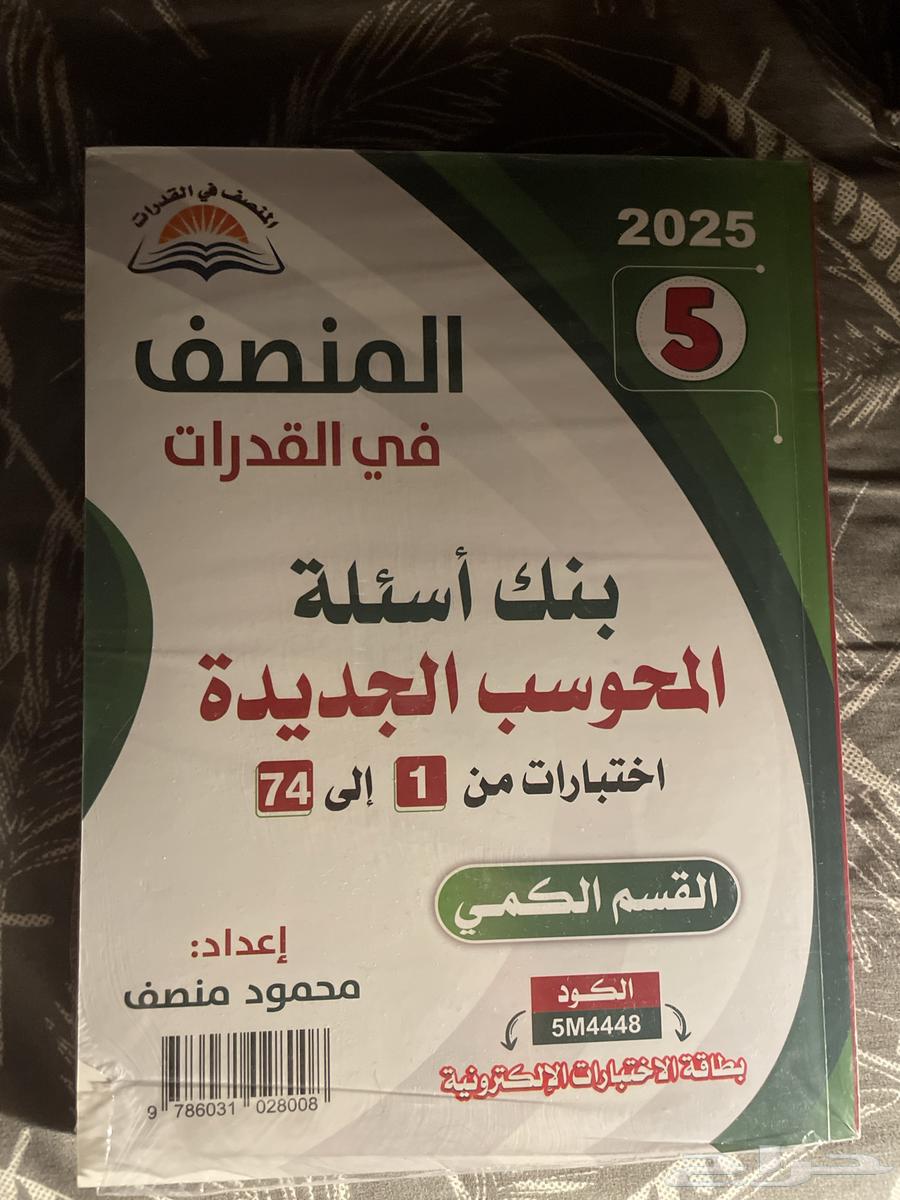 المنصف في القدرات
2025
5
المنصف
في القدرات
بنك أسئلة
المحوسب الجديدة
اختبارات من 1 إلى 74
القسم الكمي
إعداد:
محمود منصف
الكود
5M4448
بطاقة الاختبارات الإلكترونية
9 786031 028008
حراج